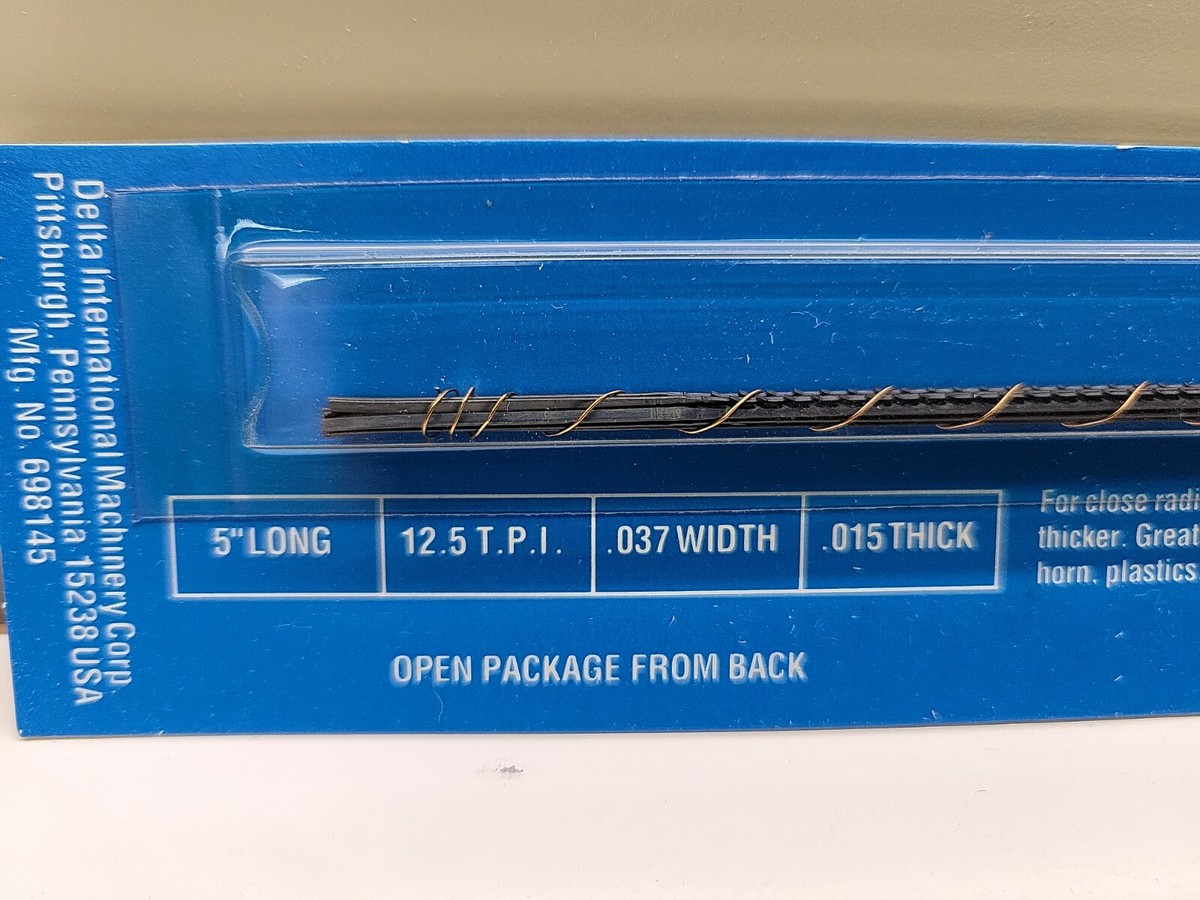 Delta International Machinery Corp.
Pittsburgh, Pennsylvania 15238 USA
Mfg. No. 698145
5" LONG
12.5 T.P.I.
.037 WIDTH
.015 THICK
For close radi
thicker. Great
horn, plastics
OPEN PACKAGE FROM BACK